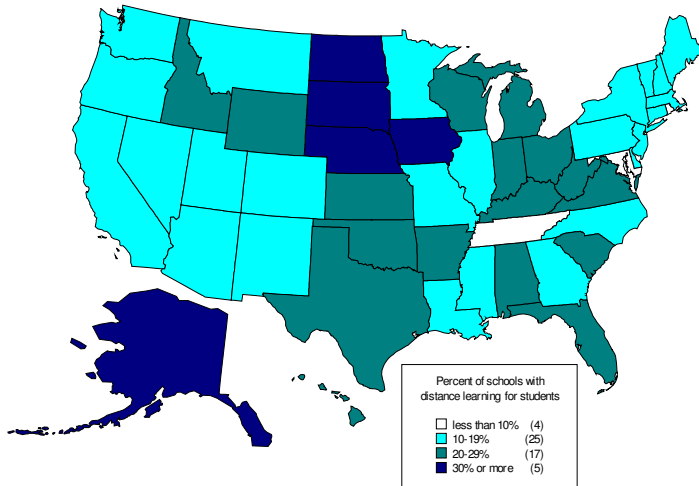 Percent of schools with
distance learning for students
less than 10% (4)
10-19% (25)
20-29% (17)
30% or more (5)